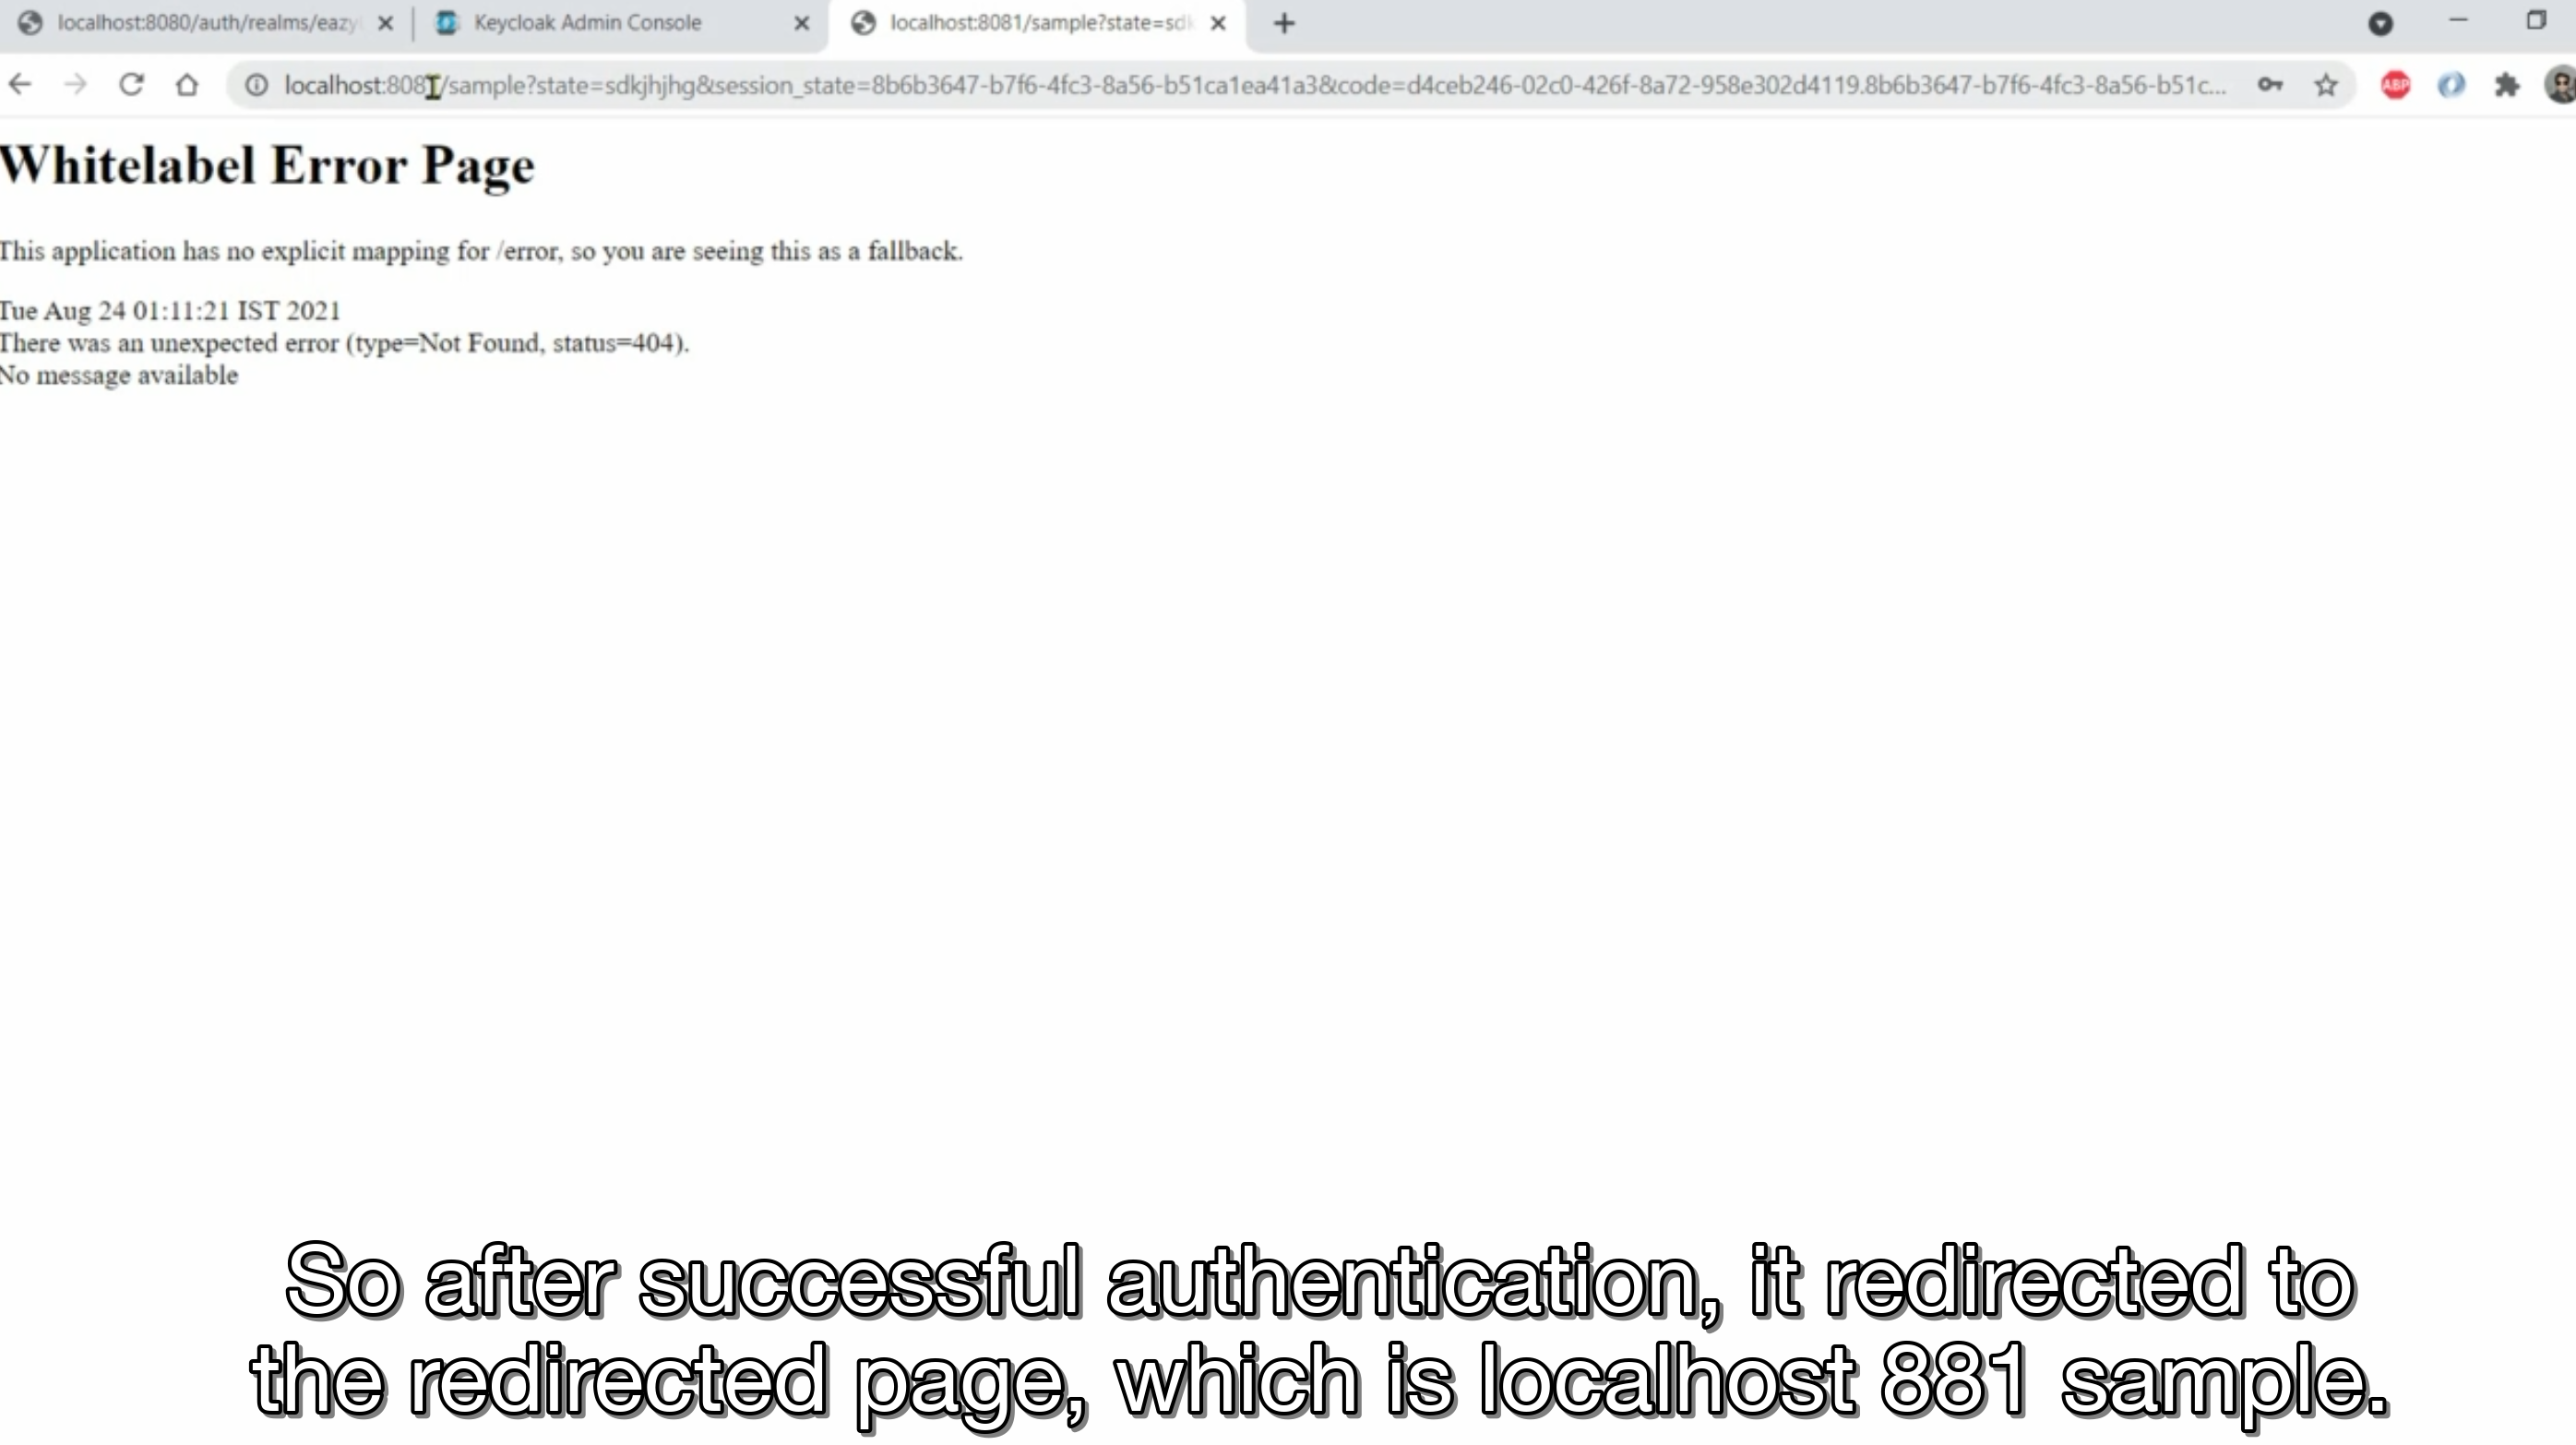 localhost:8080/auth/realms/eazy
Keycloak Admin Console
localhost:8081/sample?state=sdk
localhost:8081/sample?state=sdkjhjhg&session_state=8b6b3647-b7f6-4fc3-8a56-b51ca1ea41a3&code=d4ceb246-02c0-426f-8a72-958e302d4119.8b6b3647-b7f6-4fc3-8a56-b51c...
ABP
Whitelabel Error Page
This application has no explicit mapping for /error, so you are seeing this as a fallback.
Tue Aug 24 01:11:21 IST 2021
There was an unexpected error (type=Not Found, status=404).
No message available
So after successful authentication, it redirected to
the redirected page, which is localhost 881 sample.